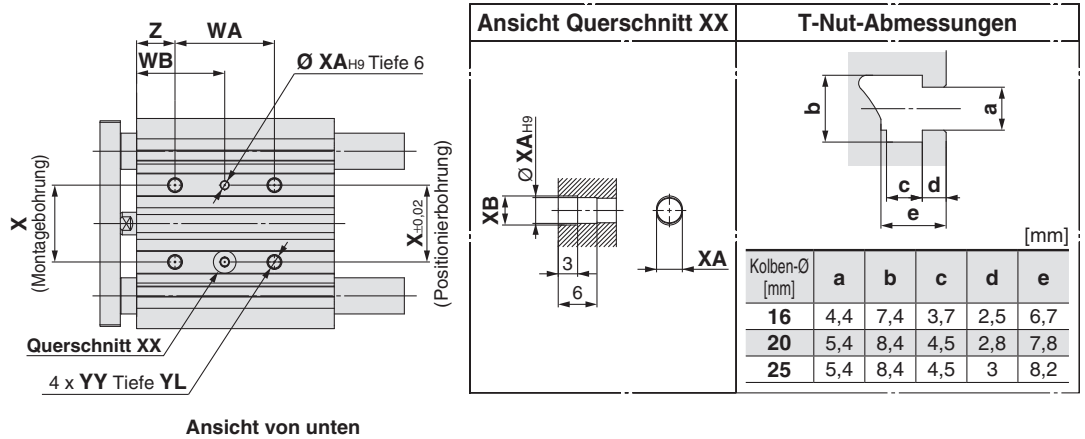 Z
WA
WB
Ø XAH9 Tiefe 6
X
(Montagebohrung)
X±0,02
(Positionierbohrung)
Querschnitt XX
4 x YY Tiefe YL
Ansicht von unten
Ansicht Querschnitt XX
Ø XAH9
XB
3
6
XA
T-Nut-Abmessungen
b
a
c
d
e
[mm]
Kolben-Ø [mm] a b c d e
16 4,4 7,4 3,7 2,5 6,7
20 5,4 8,4 4,5 2,8 7,8
25 5,4 8,4 4,5 3 8,2